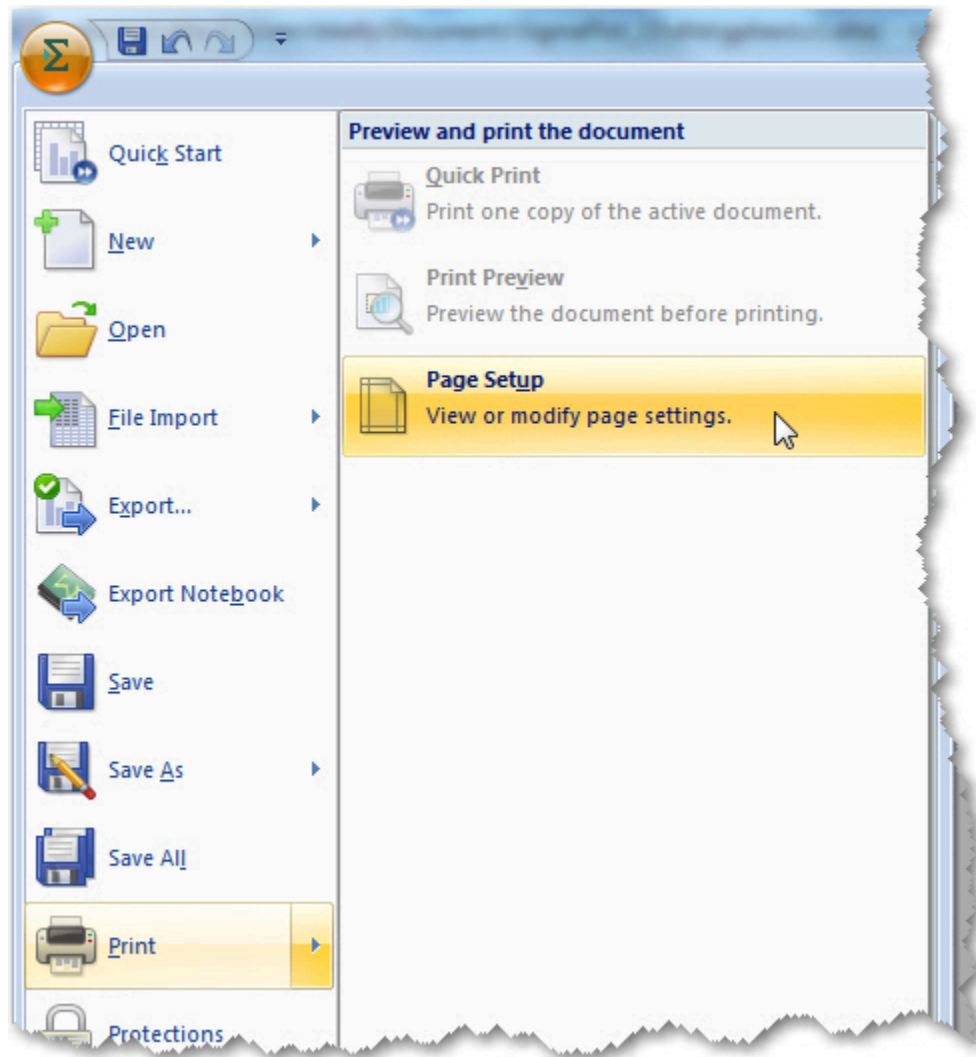 Σ
Quick Start
New
Open
File Import
Export...
Export Notebook
Save
Save As
Save All
Print
Protections
Preview and print the document
Quick Print
Print one copy of the active document.
Print Preview
Preview the document before printing.
Page Setup
View or modify page settings.